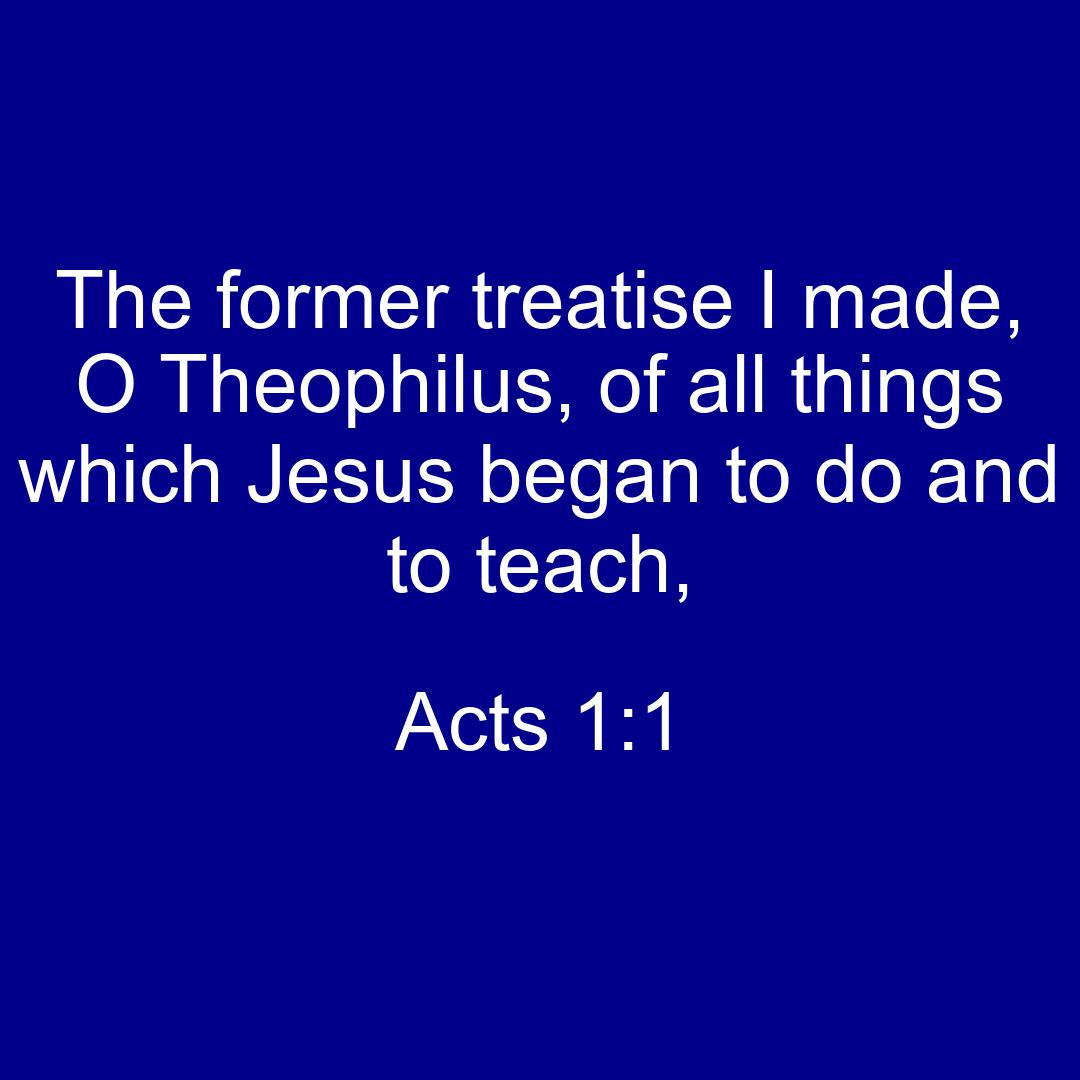 The former treatise I made,
O Theophilus, of all things
which Jesus began to do and
to teach,
Acts 1:1